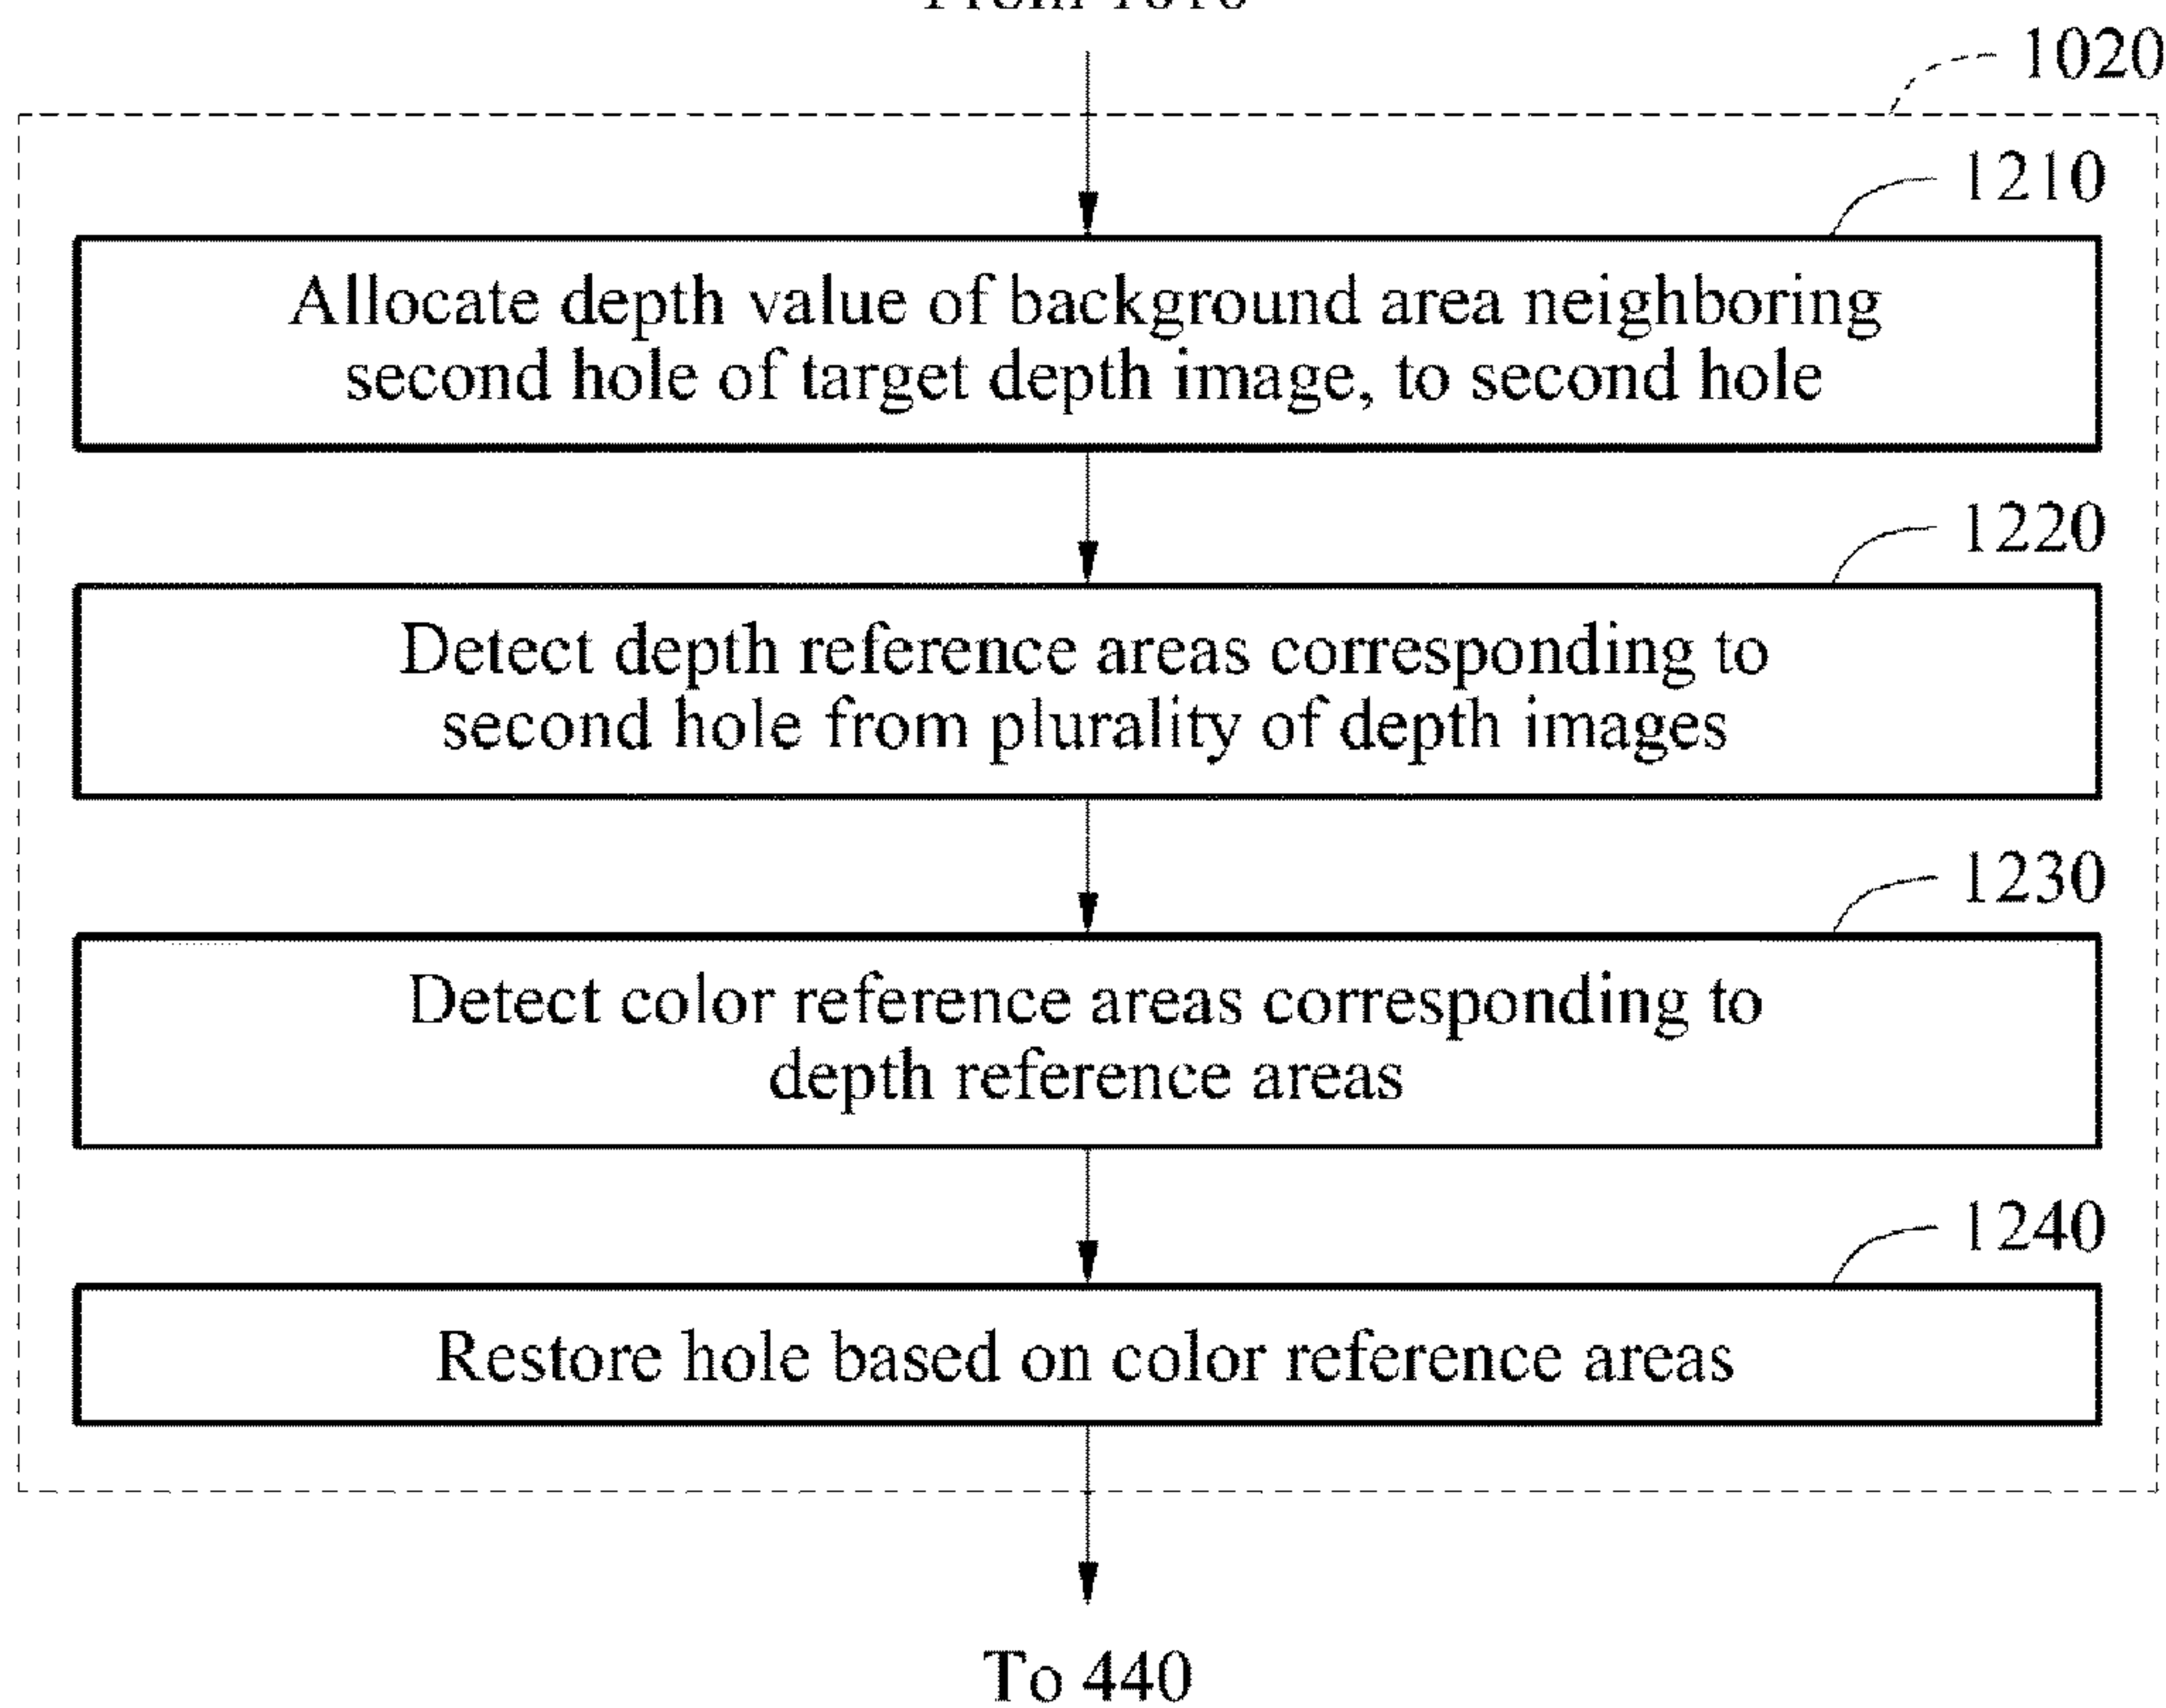 1020
1210
Allocate depth value of background area neighboring
second hole of target depth image, to second hole
1220
Detect depth reference areas corresponding to
second hole from plurality of depth images
1230
Detect color reference areas corresponding to
depth reference areas
1240
Restore hole based on color reference areas
To 440